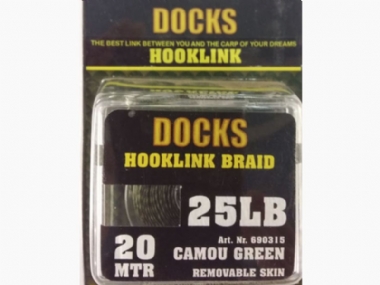 DOCKS
THE BEST LINK BETWEEN YOU AND THE CARP OF YOUR DREAMS
HOOKLINK
DOCKS
HOOKLINK BRAID
25LB
Art. Nr. 690315
20 MTR
CAMOU GREEN
REMOVABLE SKIN